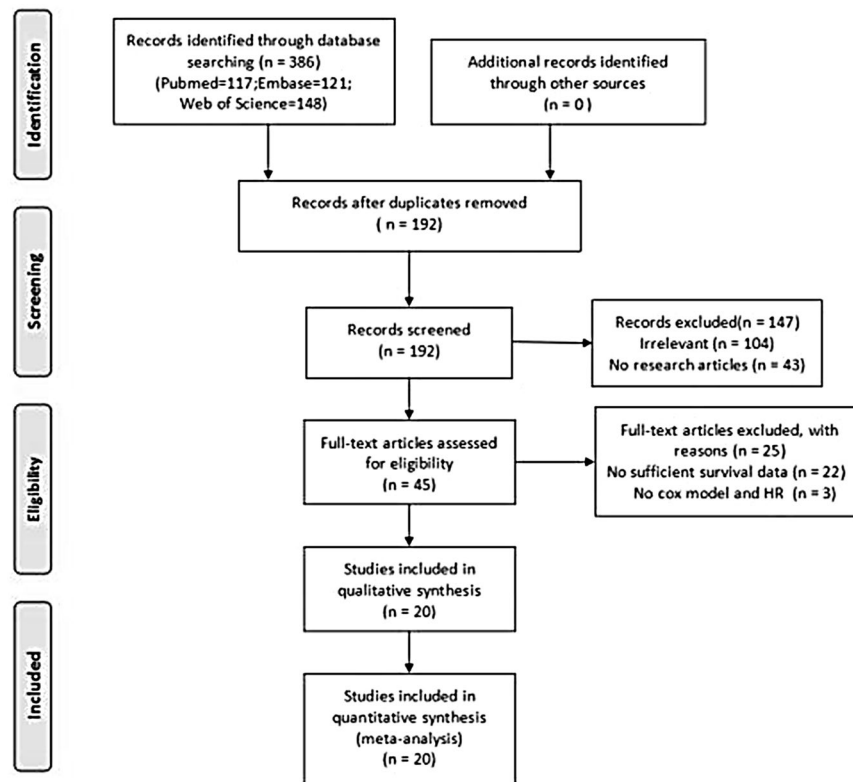 Identification
Records identified through database
searching (n = 386)
(Pubmed=117;Embase=121;
Web of Science=148)
Additional records identified
through other sources
(n = 0 )
Records after duplicates removed
( n = 192)
Screening
Records screened
(n = 192)
Records excluded(n = 147)
Irrelevant (n = 104)
No research articles (n = 43)
Eligibility
Full-text articles assessed
for eligibility
(n = 45)
Full-text articles excluded, with
reasons (n = 25)
No sufficient survival data (n = 22)
No cox model and HR (n = 3)
Studies included in
qualitative synthesis
(n = 20)
Included
Studies included in
quantitative synthesis
(meta-analysis)
(n = 20)